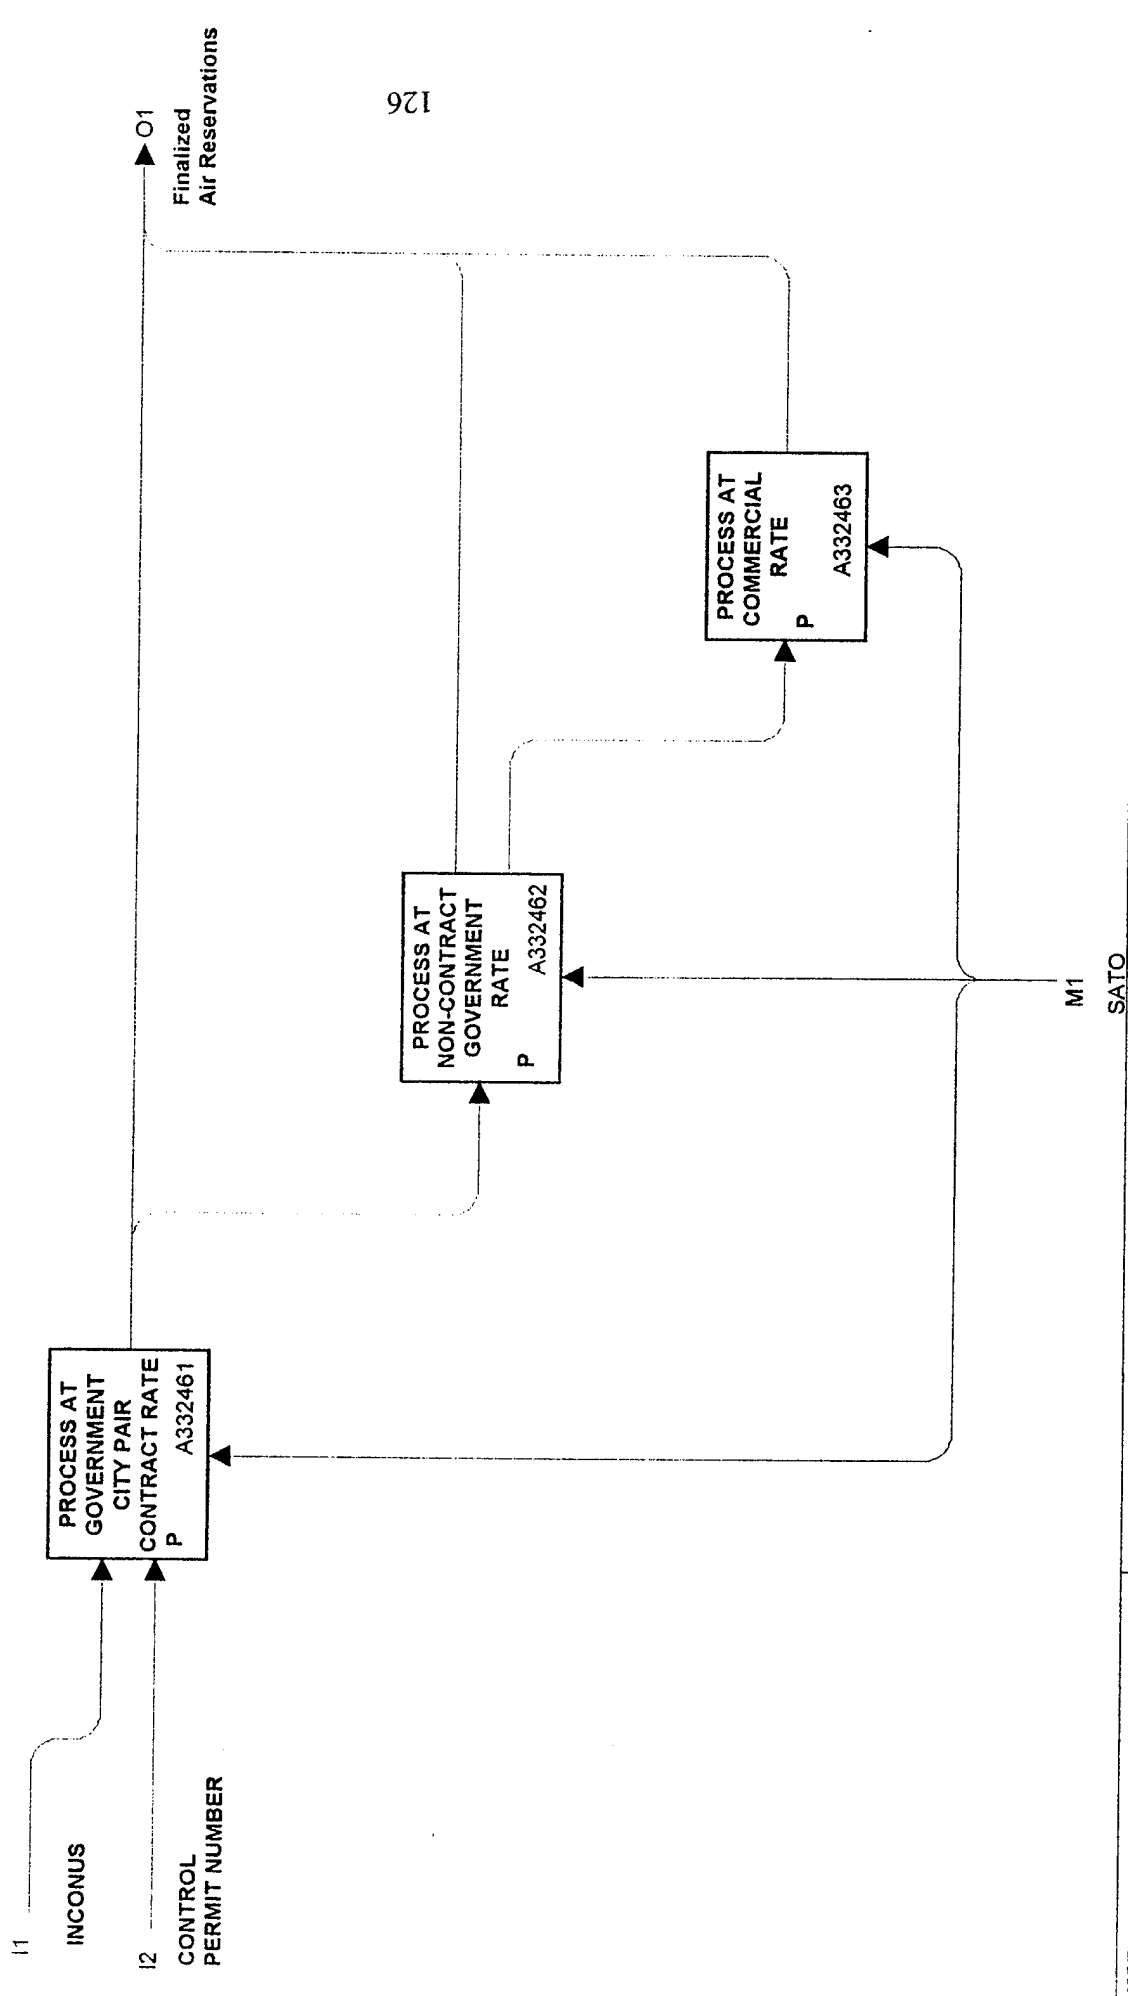 I1
INCONUS
I2
CONTROL
PERMIT NUMBER
PROCESS AT
GOVERNMENT
CITY PAIR
CONTRACT RATE
P
A332461
PROCESS AT
NON-CONTRACT
GOVERNMENT
RATE
P
A332462
PROCESS AT
COMMERCIAL
RATE
P
A332463
O1
Finalized
Air Reservations
M1
SATO
126